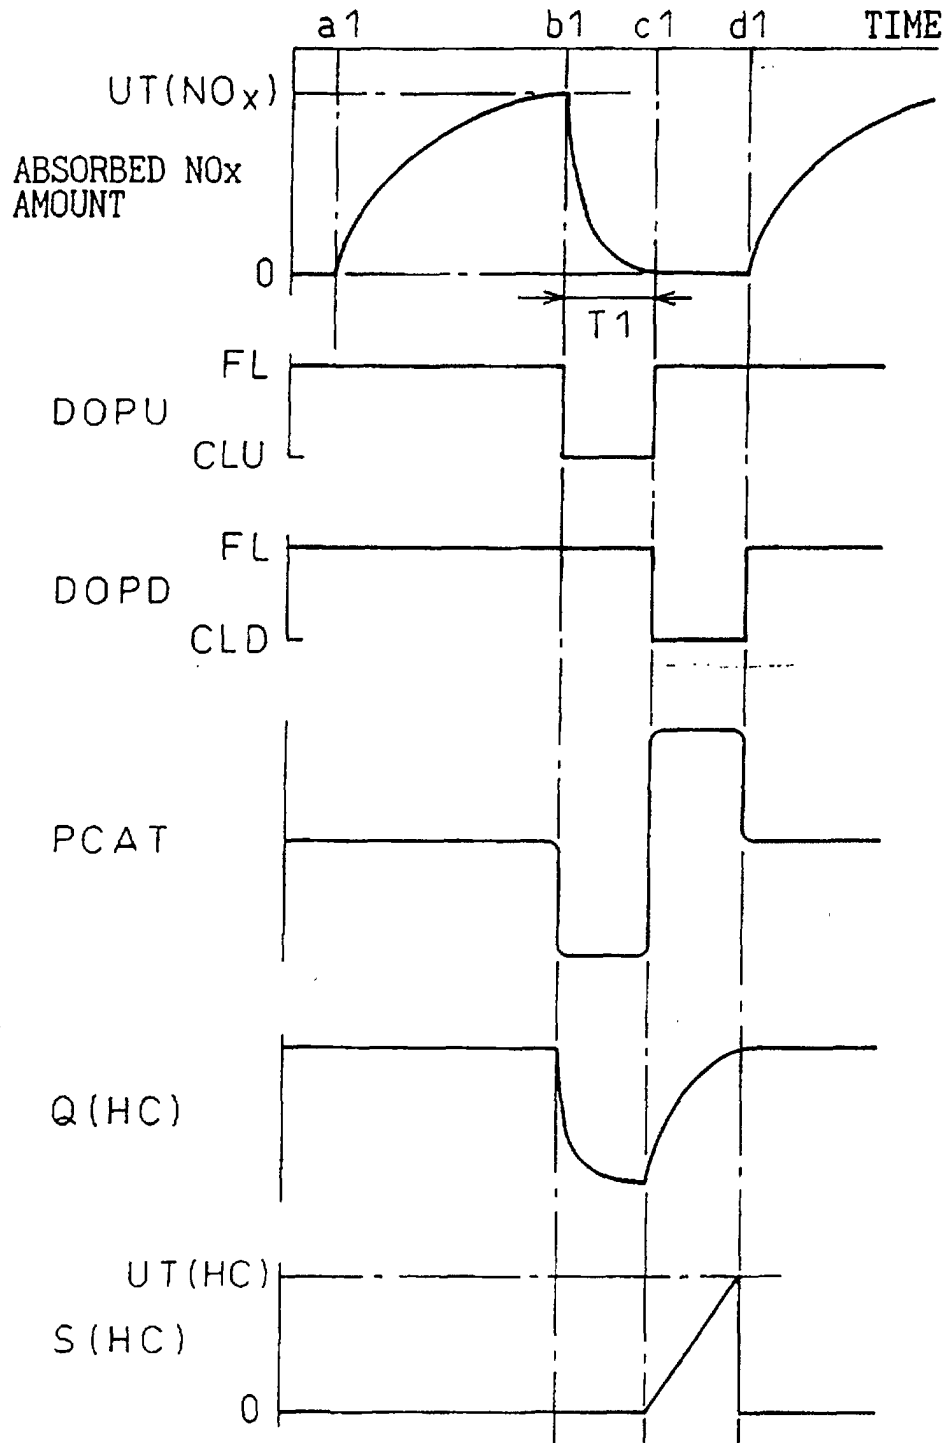 a1 b1 c1 d1 TIME
UT(NOx)
ABSORBED NOx
AMOUNT
0
T1
FL
DOPU
CLU
FL
DOPD
CLD
PCAT
Q(HC)
UT(HC)
S(HC)
0